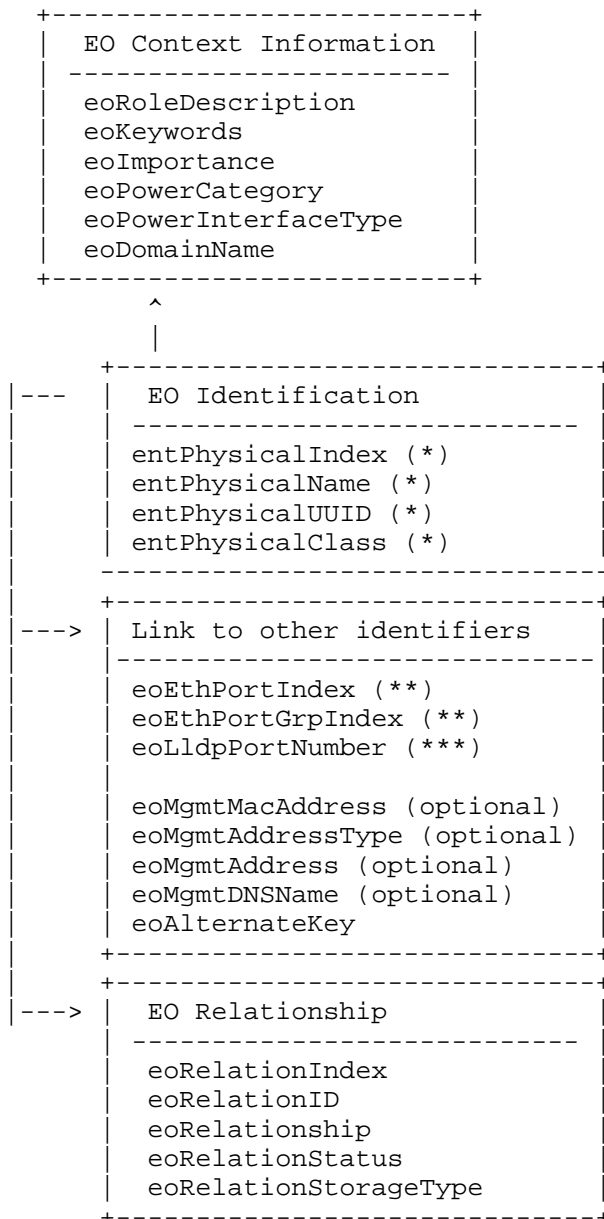 EO Context Information
eoRoleDescription
eoKeywords
eoImportance
eoPowerCategory
eoPowerInterfaceType
eoDomainName
EO Identification
entPhysicalIndex (*)
entPhysicalName (*)
entPhysicalUUID (*)
entPhysicalClass (*)
Link to other identifiers
eoEthPortIndex (**)
eoEthPortGrpIndex (**)
eoLldpPortNumber (***)
eoMgmtMacAddress (optional)
eoMgmtAddressType (optional)
eoMgmtAddress (optional)
eoMgmtDNSName (optional)
eoAlternateKey
EO Relationship
eoRelationIndex
eoRelationID
eoRelationship
eoRelationStatus
eoRelationStorageType